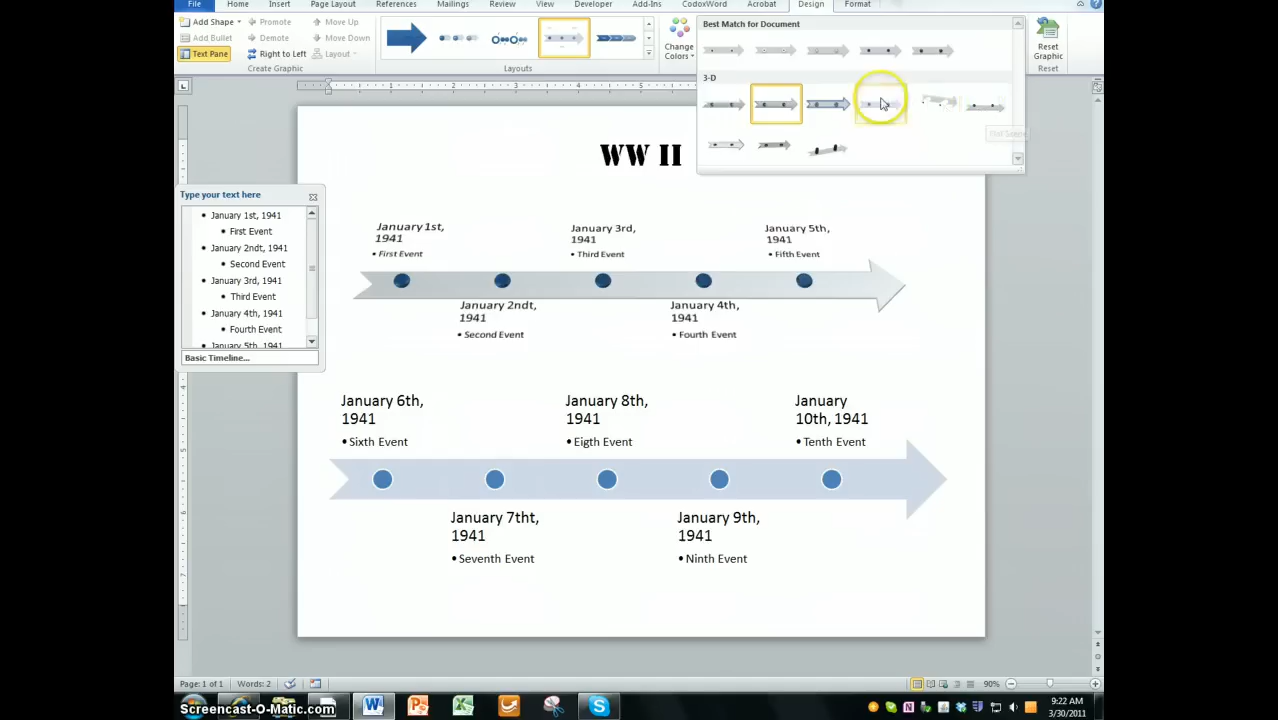 File Home Insert Page Layout References Mailings Review View Developer Add-Ins CodoxWord Acrobat Design Format
Add Shape Promote Move Up
Add Bullet Demote Move Down
Text Pane Right to Left Layout
Create Graphic Layouts
Change Colors
Best Match for Document
3-D
Reset Graphic
Reset
WW II
Type your text here
January 1st, 1941
First Event
January 2ndt, 1941
Second Event
January 3rd, 1941
Third Event
January 4th, 1941
Fourth Event
January 5th, 1941
Basic Timeline...
January 1st,
1941
• First Event
January 3rd,
1941
• Third Event
January 5th,
1941
• Fifth Event
January 2ndt,
1941
• Second Event
January 4th,
1941
• Fourth Event
January 6th,
1941
• Sixth Event
January 8th,
1941
• Eigth Event
January
10th, 1941
• Tenth Event
January 7tht,
1941
• Seventh Event
January 9th,
1941
• Ninth Event
Page: 1 of 1 Words: 2 90%
Screencast-O-Matic.com
9:22 AM
3/30/2011